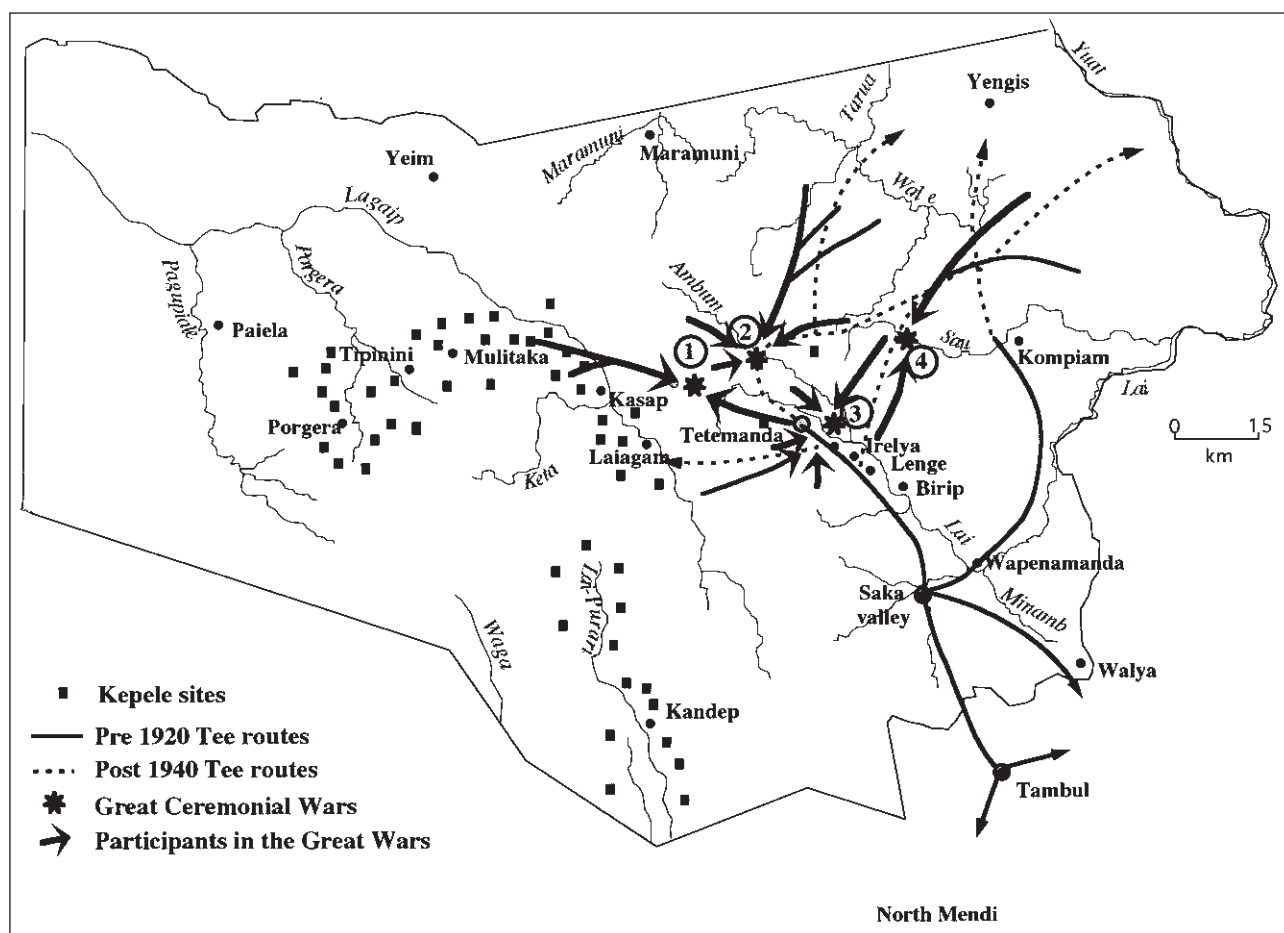 Yuat
Yengis
Tarua
Maramuni
Maramuni
Yeim
Wale
Lagaip
Porgera
Pagupiale
Ambum
Paiela
Tipinini
Mulitaka
1
2
Sau
Kompiam
4
Lai
Kasap
3
0 15
km
Porgera
Tetemanda
Irelya
Laiagam
Lenge
Keta
Birip
Lai
Wapenamanda
Saka
valley
Minamb
Tai-Purari
Waga
Walya
Kepele sites
Kandep
Pre 1920 Tee routes
Post 1940 Tee routes
Tambul
Great Ceremonial Wars
Participants in the Great Wars
North Mendi